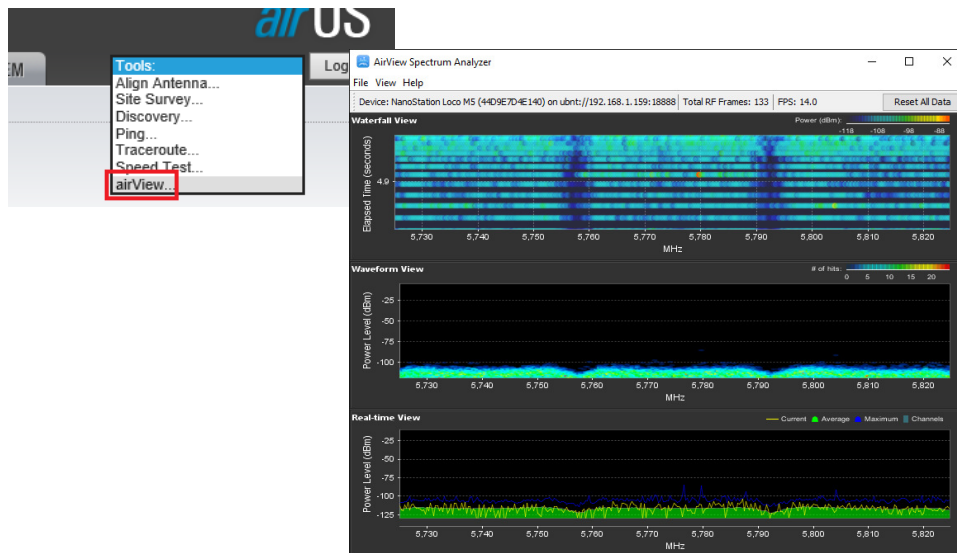 air OS
EM
Tools:
Log
Align Antenna...
Site Survey...
Discovery...
Ping...
Traceroute...
Speed Test...
airView...
AirView Spectrum Analyzer
File View Help
Device: NanoStation Loco M5 (44D9E7D4E140) on ubnt://192.168.1.159:18888 Total RF Frames: 133 FPS: 14.0 Reset All Data
Waterfall View
Power (dBm):
-118 -108 -98 -88
Elapsed Time (seconds)
4.9
5,730 5,740 5,750 5,760 5,770 5,780 5,790 5,800 5,810 5,820
MHz
Waveform View
# of hits:
0 5 10 15 20
Power Level (dBm)
-25
-50
-75
-100
5,730 5,740 5,750 5,760 5,770 5,780 5,790 5,800 5,810 5,820
MHz
Real-time View
Current Average Maximum Channels
Power Level (dBm)
-25
-50
-75
-100
-125
5,730 5,740 5,750 5,760 5,770 5,780 5,790 5,800 5,810 5,820
MHz